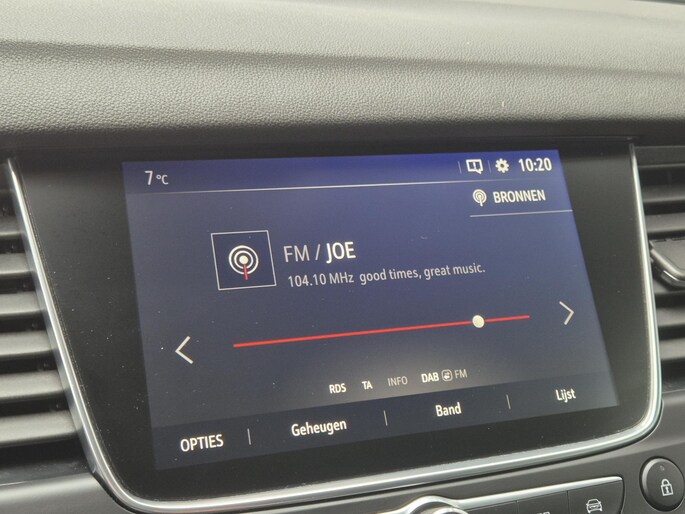 7 °C
10:20
BRONNEN
FM / JOE
104.10 MHz good times, great music.
RDS TA INFO DAB FM
OPTIES | Geheugen | Band | Lijst